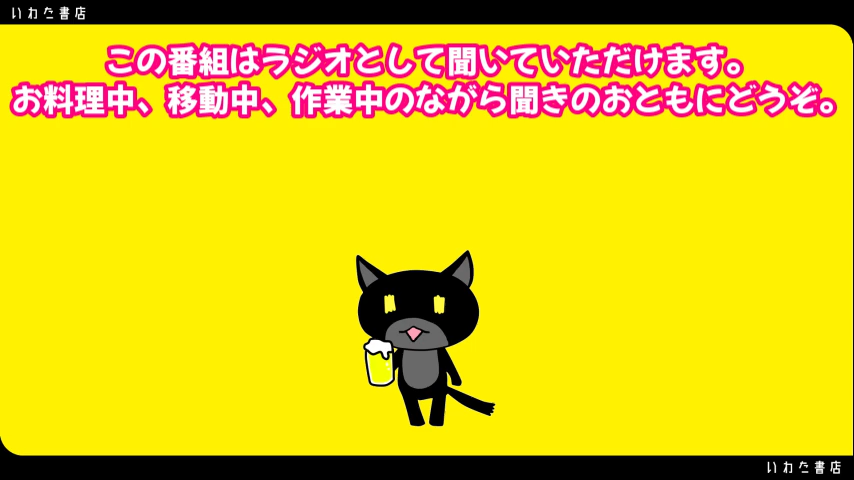 いわた書店
この番組はラジオとして聞いていただけます。
お料理中、移動中、作業中のながら聞きのおともにどうぞ。
いわた書店